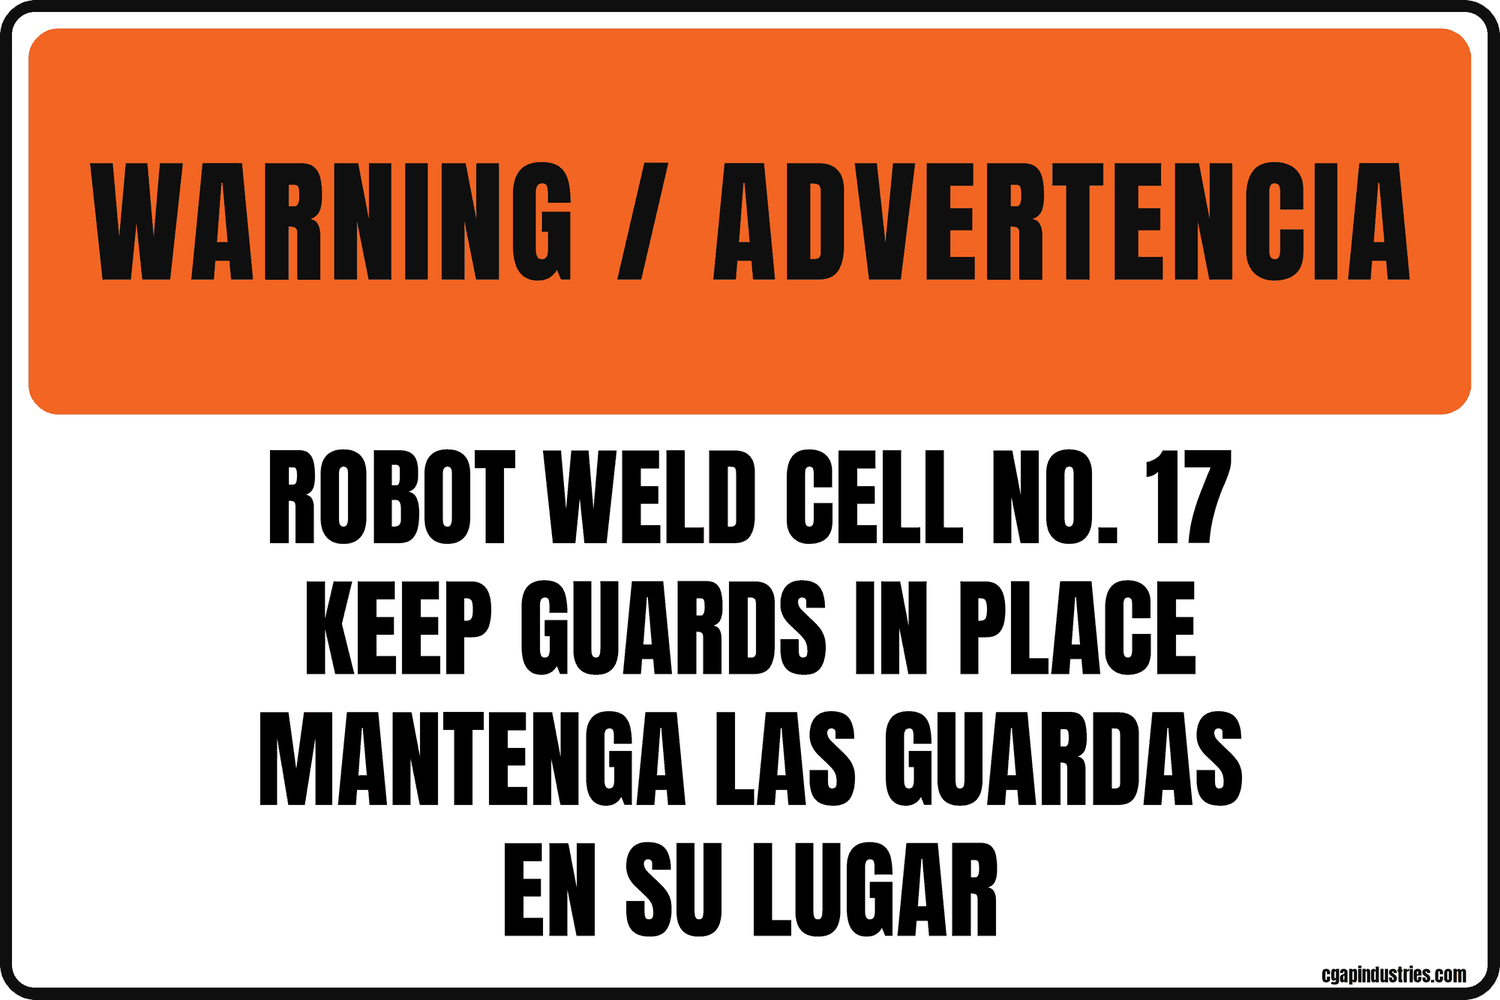 WARNING / ADVERTENCIA
ROBOT WELD CELL NO. 17
KEEP GUARDS IN PLACE
MANTENGA LAS GUARDAS
EN SU LUGAR
cgapindustries.com